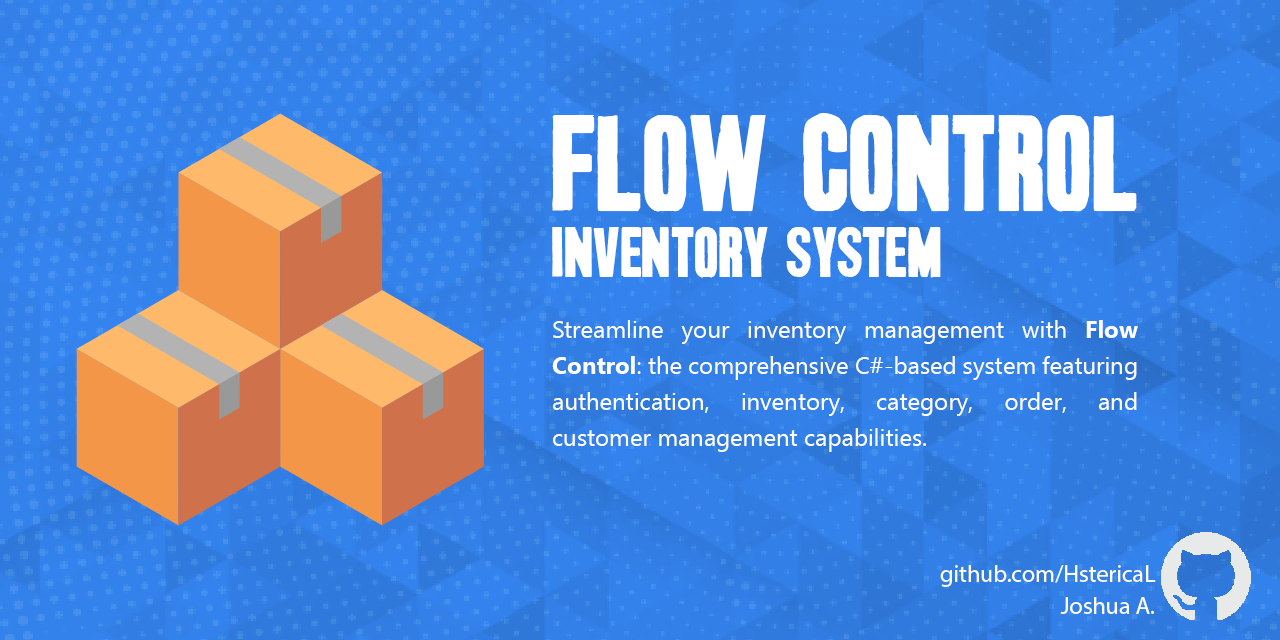 FLOW CONTROL
INVENTORY SYSTEM
Streamline your inventory management with Flow
Control: the comprehensive C#-based system featuring
authentication, inventory, category, order, and
customer management capabilities.
github.com/HstericaL
Joshua A.